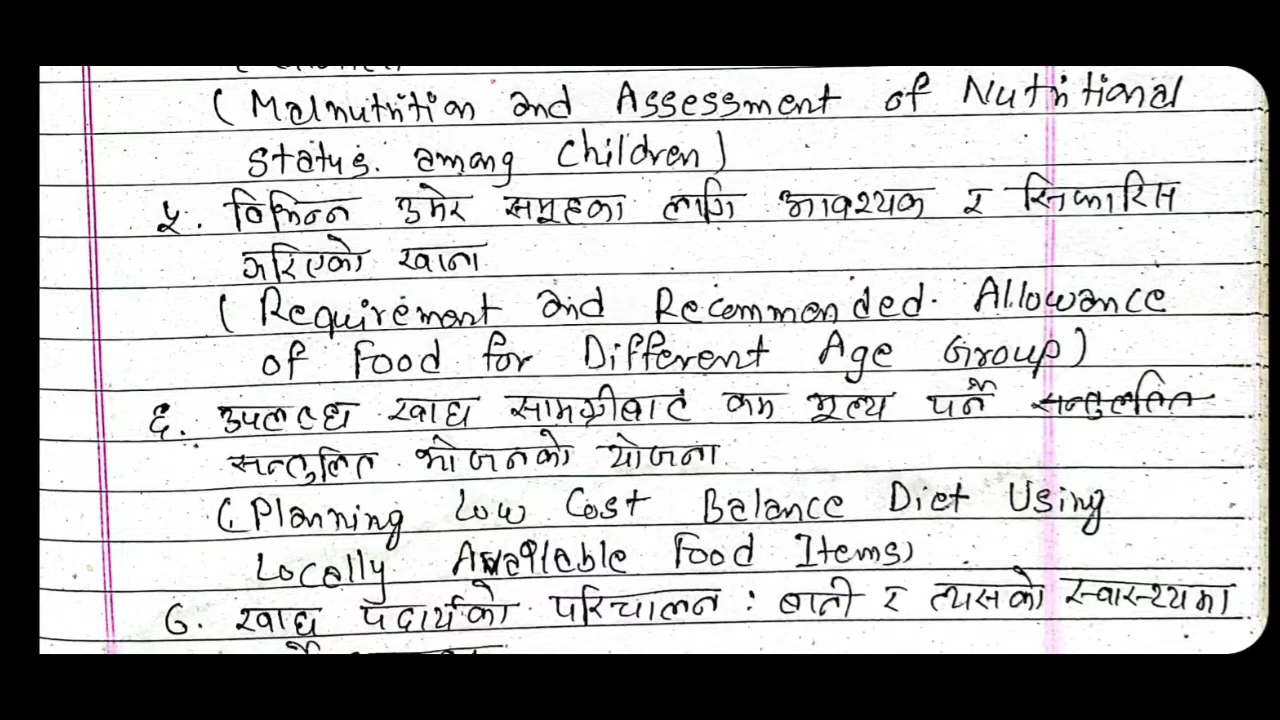 (Malnutrition and Assessment of Nutritional
Status. among Children)
५. विभिन्न उमेर समूहका लागि आवश्यक र सिफारिस
गरिएको खाना
(Requirement and Recommended. Allowance
of Food for Different Age Group)
६. उपलब्ध खाद्य सामग्रीबाट कम मूल्य पर्ने सन्तुलतित
सन्तुलित भोजनको योजना
(Planning Low Cost Balance Diet Using
Locally Available Food Items)
७. खाद्य पदार्थको परिचालन : बानी र त्यसको स्वास्थ्यमा